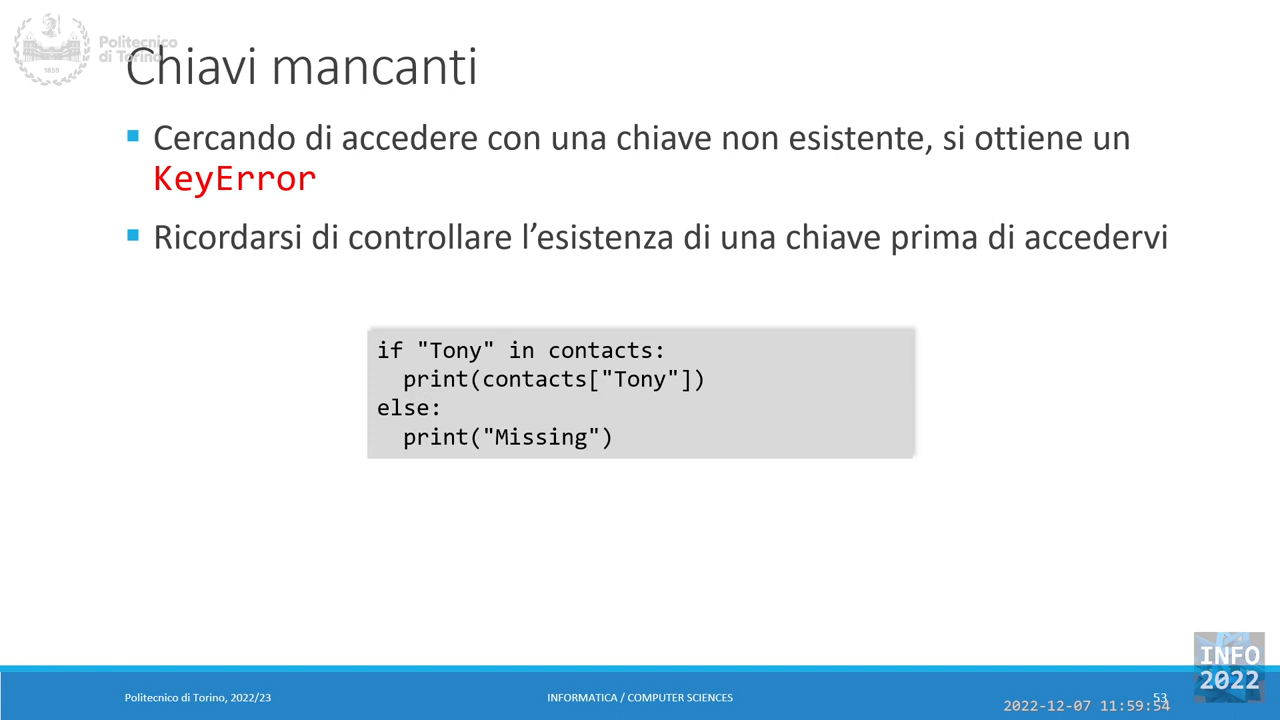 Politecnico
di Torino
1859
Chiavi mancanti
Cercando di accedere con una chiave non esistente, si ottiene un
KeyError
Ricordarsi di controllare l’esistenza di una chiave prima di accedervi
if "Tony" in contacts:
  print(contacts["Tony"])
else:
  print("Missing")
INFO
2022
Politecnico di Torino, 2022/23
INFORMATICA / COMPUTER SCIENCES
53
2022-12-07 11:59:54